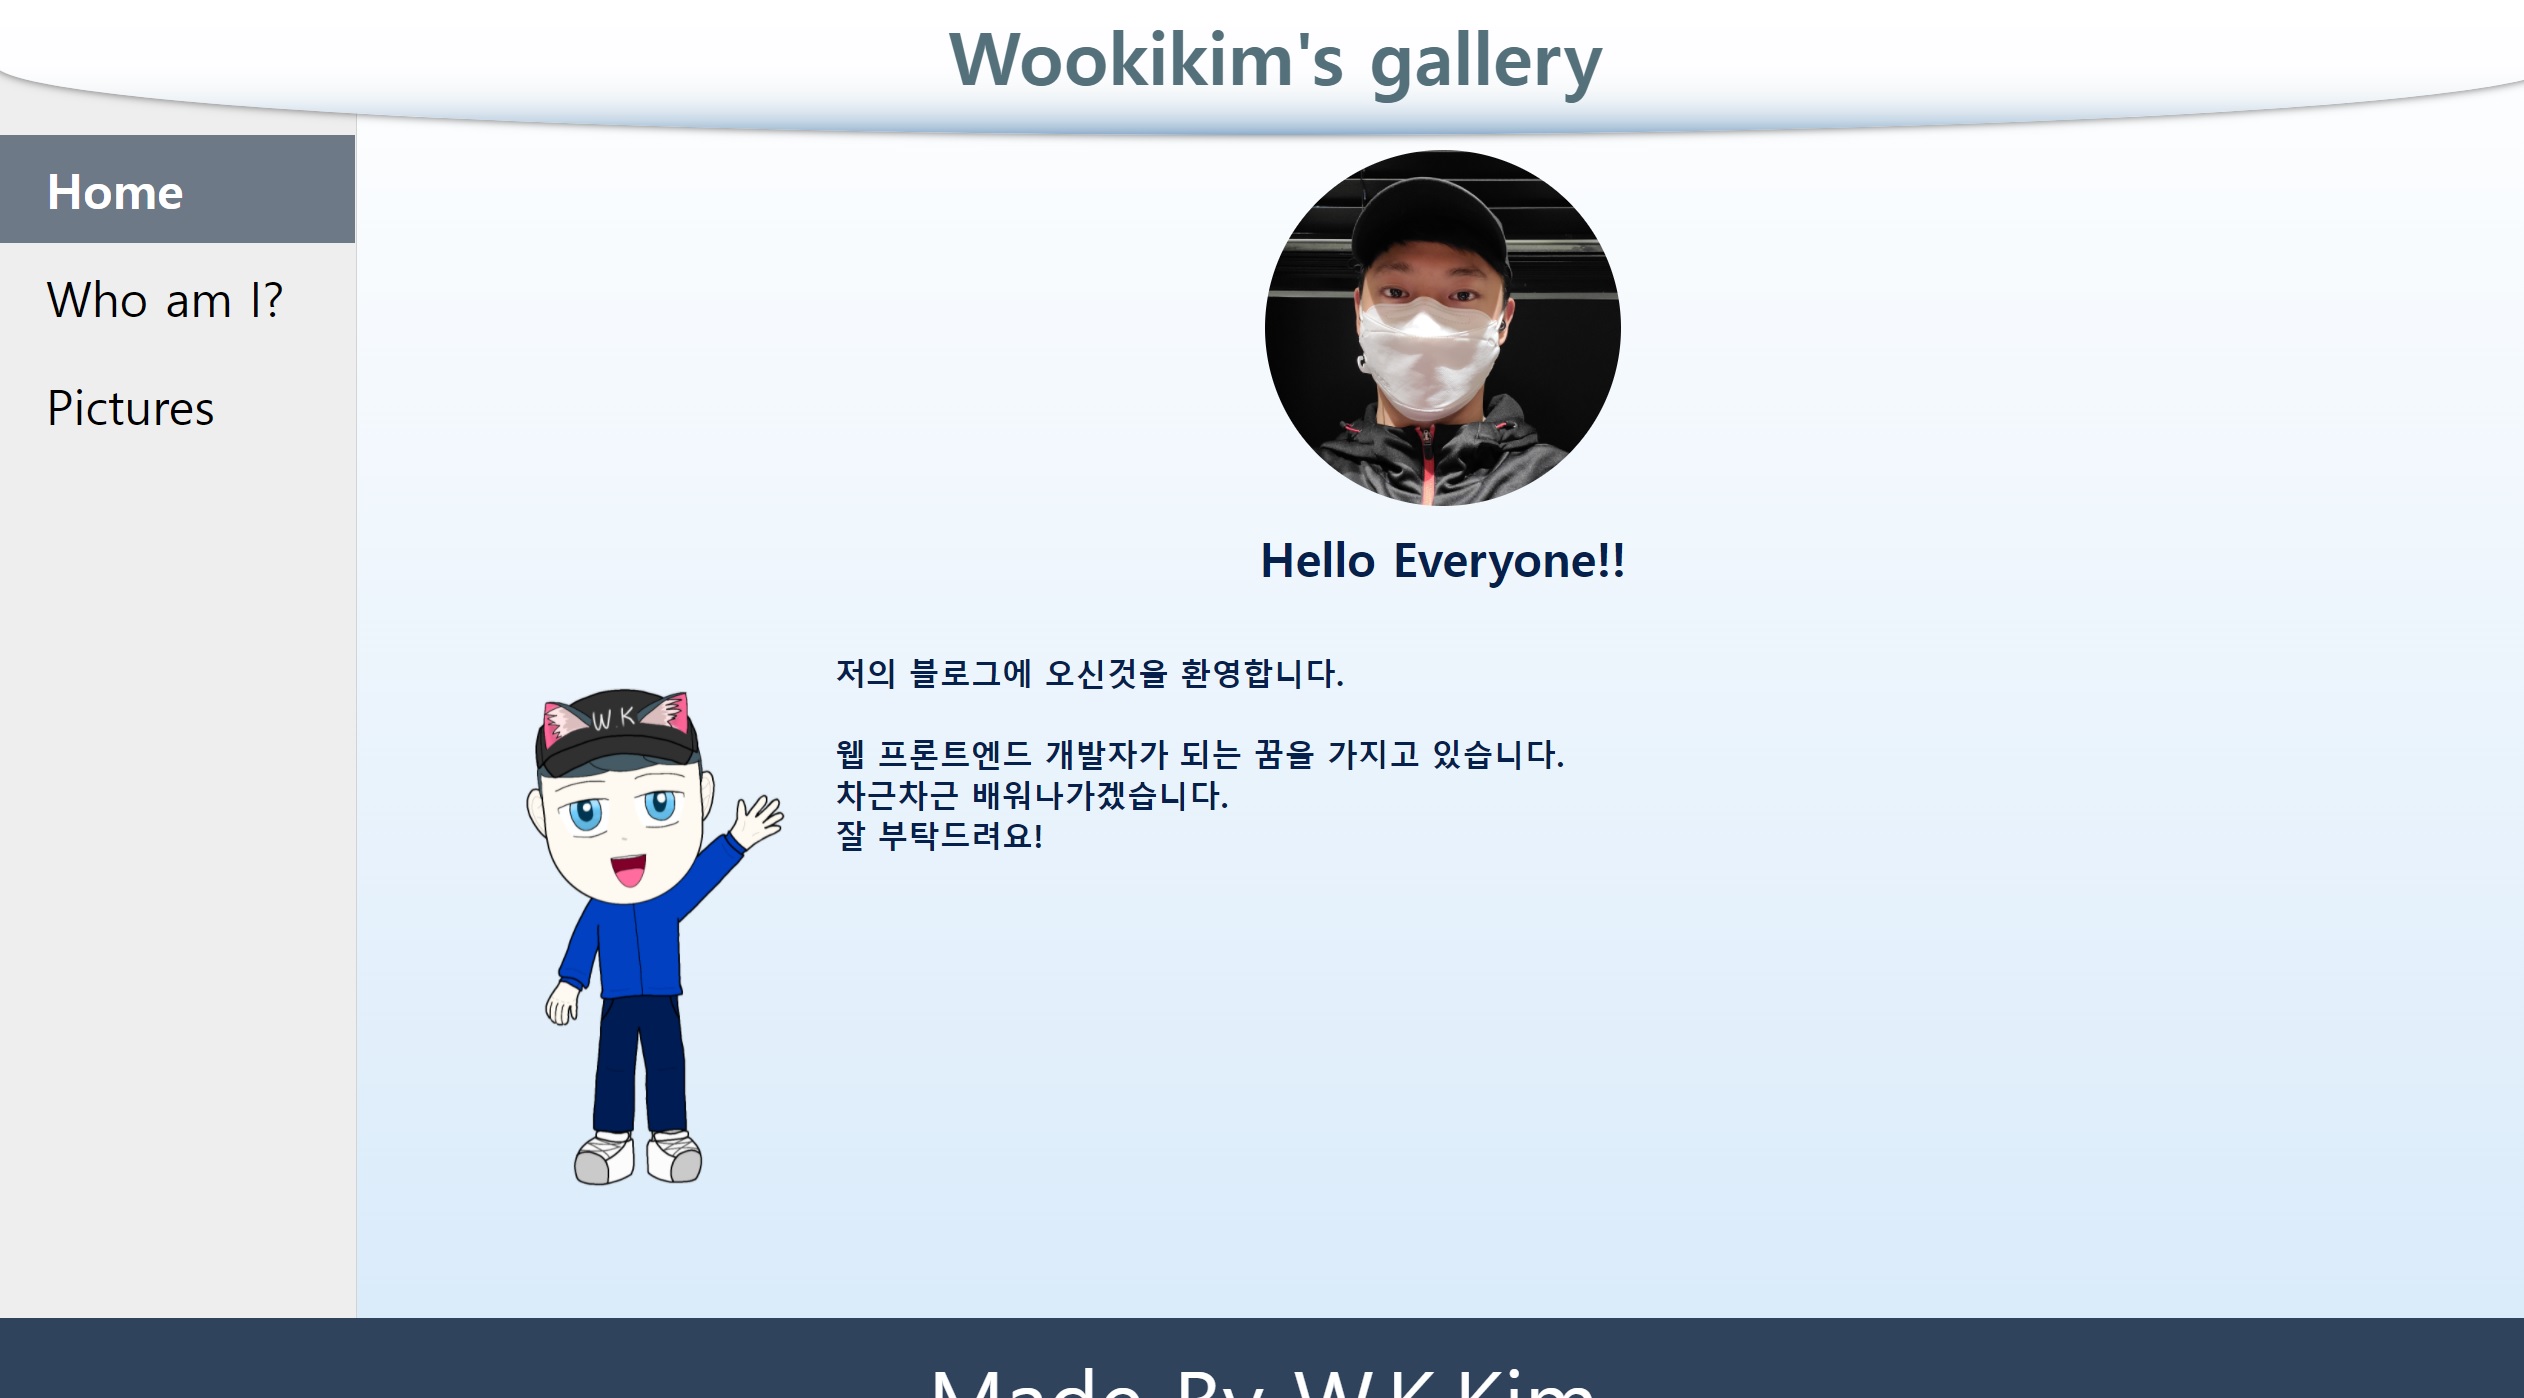 Wookikim's gallery
Home
Who am I?
Pictures
Hello Everyone!!
저의 블로그에 오신것을 환영합니다.
웹 프론트엔드 개발자가 되는 꿈을 가지고 있습니다.
차근차근 배워나가겠습니다.
잘 부탁드려요!
W.K
Made By W.K.Kim